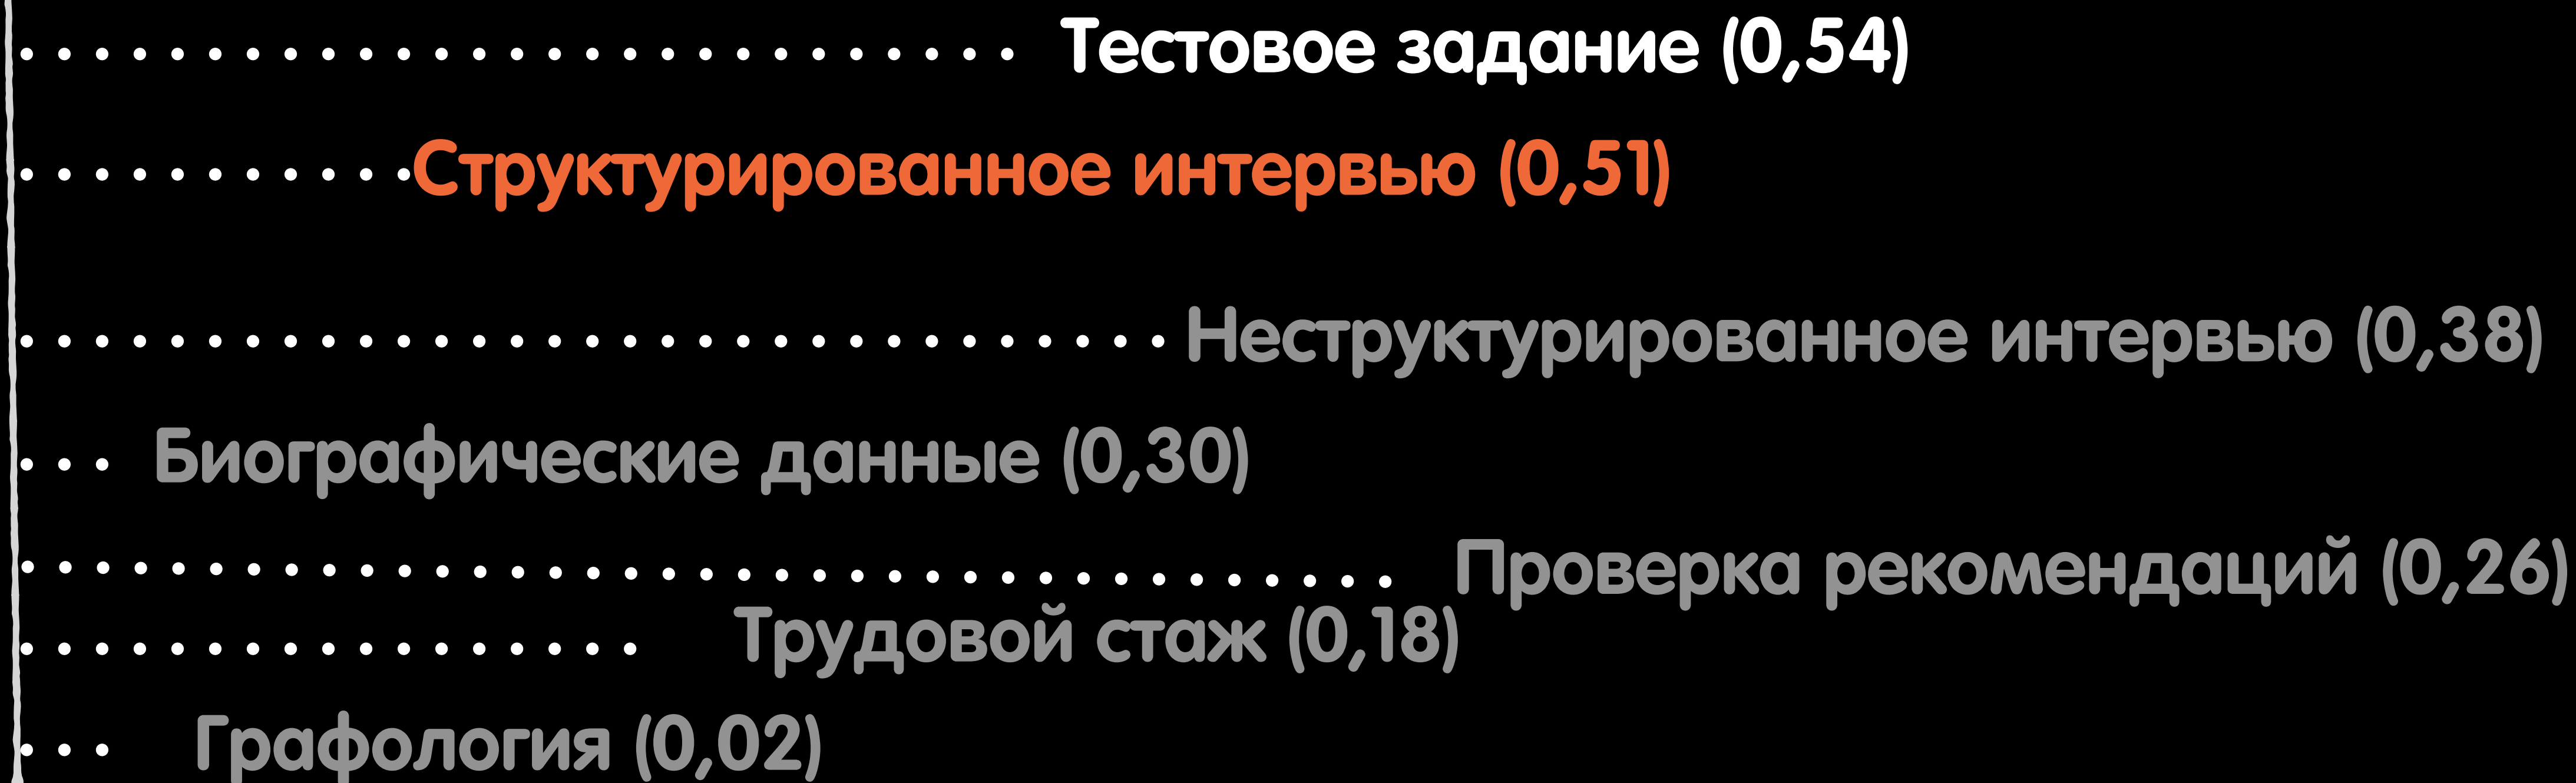 Тестовое задание (0,54)
Структурированное интервью (0,51)
Неструктурированное интервью (0,38)
Биографические данные (0,30)
Проверка рекомендаций (0,26)
Трудовой стаж (0,18)
Графология (0,02)